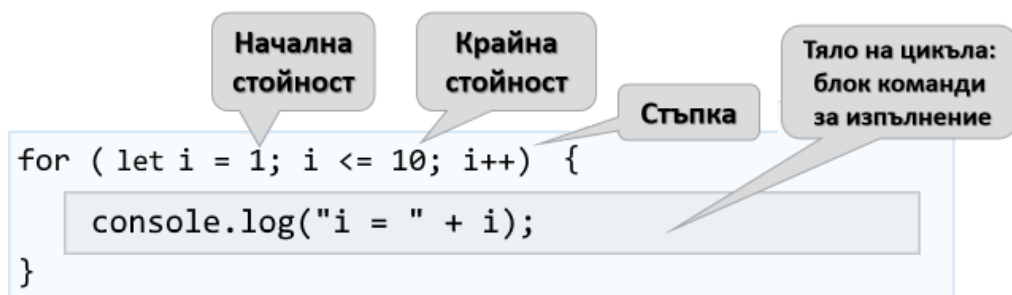 Начална
стойност
Крайна
стойност
Стъпка
Тяло на цикъла:
блок команди
за изпълнение
for ( let i = 1; i <= 10; i++) {
console.log("i = " + i);
}